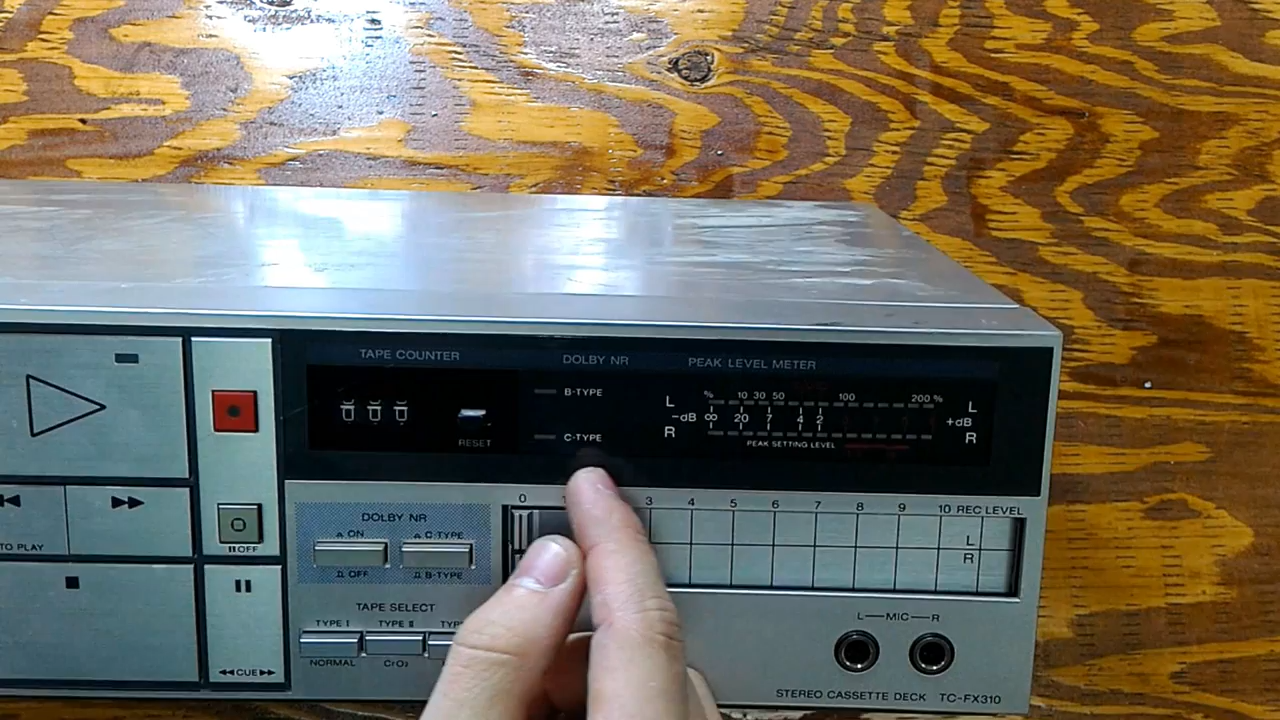 TAPE COUNTER
DOLBY NR
PEAK LEVEL METER
B-TYPE
C-TYPE
RESET
L % 10 30 50 100 200 % L
-dB ∞ 20 7 4 2 +dB
R R
PEAK SETTING LEVEL
0 1 3 4 5 6 7 8 9 10 REC LEVEL
L
R
DOLBY NR
ON C-TYPE
OFF B-TYPE
TAPE SELECT
TYPE I TYPE II
NORMAL CrO2
TO PLAY
OFF
CUE
L—MIC—R
STEREO CASSETTE DECK TC-FX310